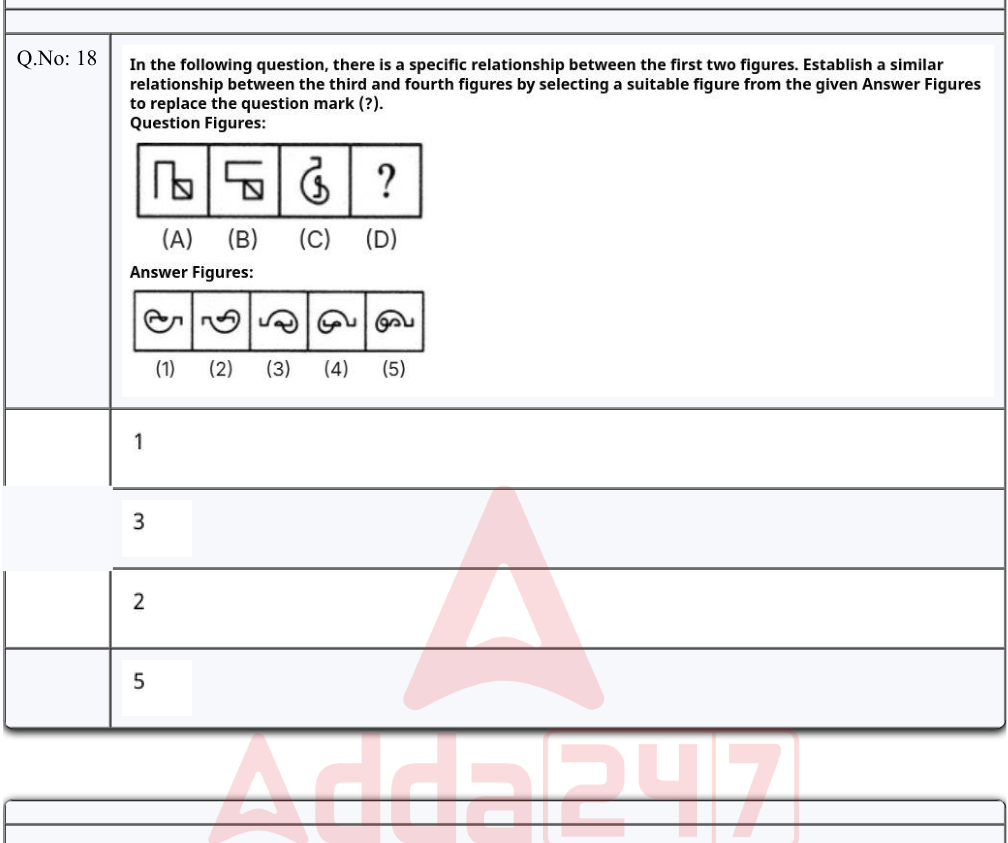 Q.No: 18
In the following question, there is a specific relationship between the first two figures. Establish a similar
relationship between the third and fourth figures by selecting a suitable figure from the given Answer Figures
to replace the question mark (?).
Question Figures:
?
(A) (B) (C) (D)
Answer Figures:
(1) (2) (3) (4) (5)
1
3
2
5
Adda247